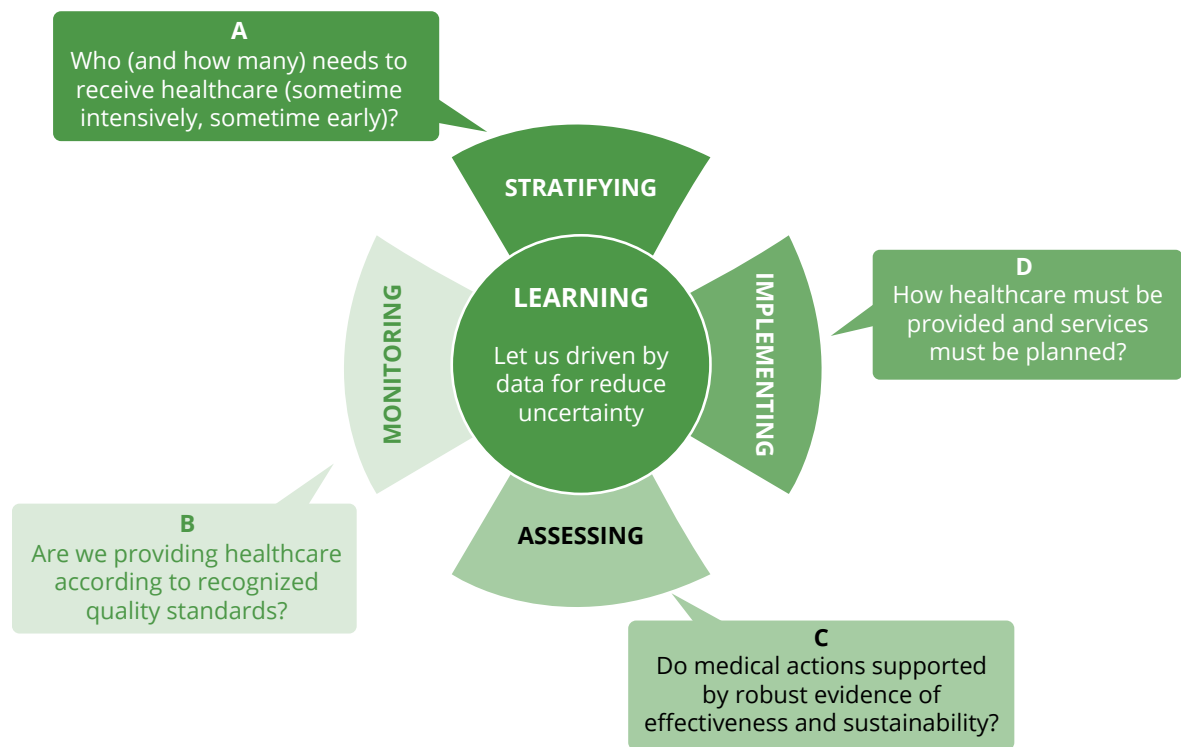 A
Who (and how many) needs to
receive healthcare (sometime
intensively, sometime early)?
STRATIFYING
MONITORING
LEARNING
Let us driven by
data for reduce
uncertainty
IMPLEMENTING
D
How healthcare must be
provided and services
must be planned?
B
Are we providing healthcare
according to recognized
quality standards?
ASSESSING
C
Do medical actions supported
by robust evidence of
effectiveness and sustainability?